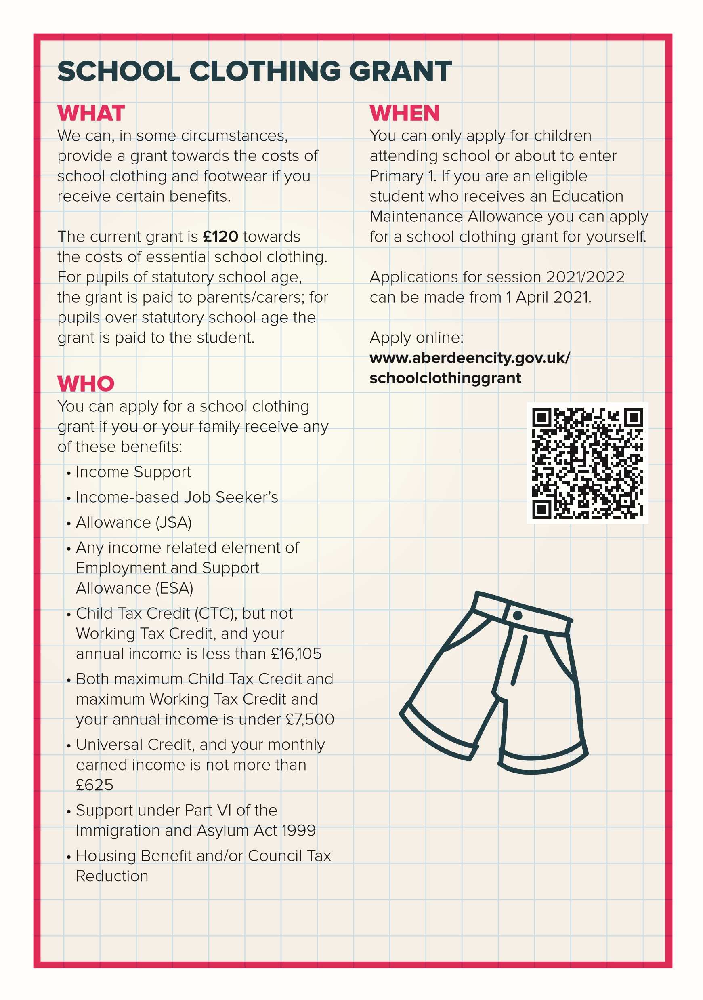 SCHOOL CLOTHING GRANT
WHAT
We can, in some circumstances,
provide a grant towards the costs of
school clothing and footwear if you
receive certain benefits.
The current grant is £120 towards
the costs of essential school clothing.
For pupils of statutory school age,
the grant is paid to parents/carers; for
pupils over statutory school age the
grant is paid to the student.
WHO
You can apply for a school clothing
grant if you or your family receive any
of these benefits:
• Income Support
• Income-based Job Seeker’s
• Allowance (JSA)
• Any income related element of
Employment and Support
Allowance (ESA)
• Child Tax Credit (CTC), but not
Working Tax Credit, and your
annual income is less than £16,105
• Both maximum Child Tax Credit and
maximum Working Tax Credit and
your annual income is under £7,500
• Universal Credit, and your monthly
earned income is not more than
£625
• Support under Part VI of the
Immigration and Asylum Act 1999
• Housing Benefit and/or Council Tax
Reduction
WHEN
You can only apply for children
attending school or about to enter
Primary 1. If you are an eligible
student who receives an Education
Maintenance Allowance you can apply
for a school clothing grant for yourself.
Applications for session 2021/2022
can be made from 1 April 2021.
Apply online:
www.aberdeencity.gov.uk/
schoolclothinggrant